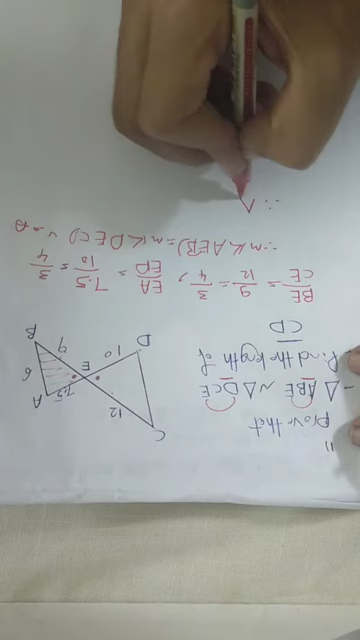 11
prove that
- △ ABE ~ △ DCE
- find the length of
CD
C
D
12
10
E
7.5
9
6
A
B
BE/CE = 9/12 = 3/4 , EA/ED = 7.5/10 = 3/4
∵ m(∠AEB) = m(∠DEC) V.
∴ △